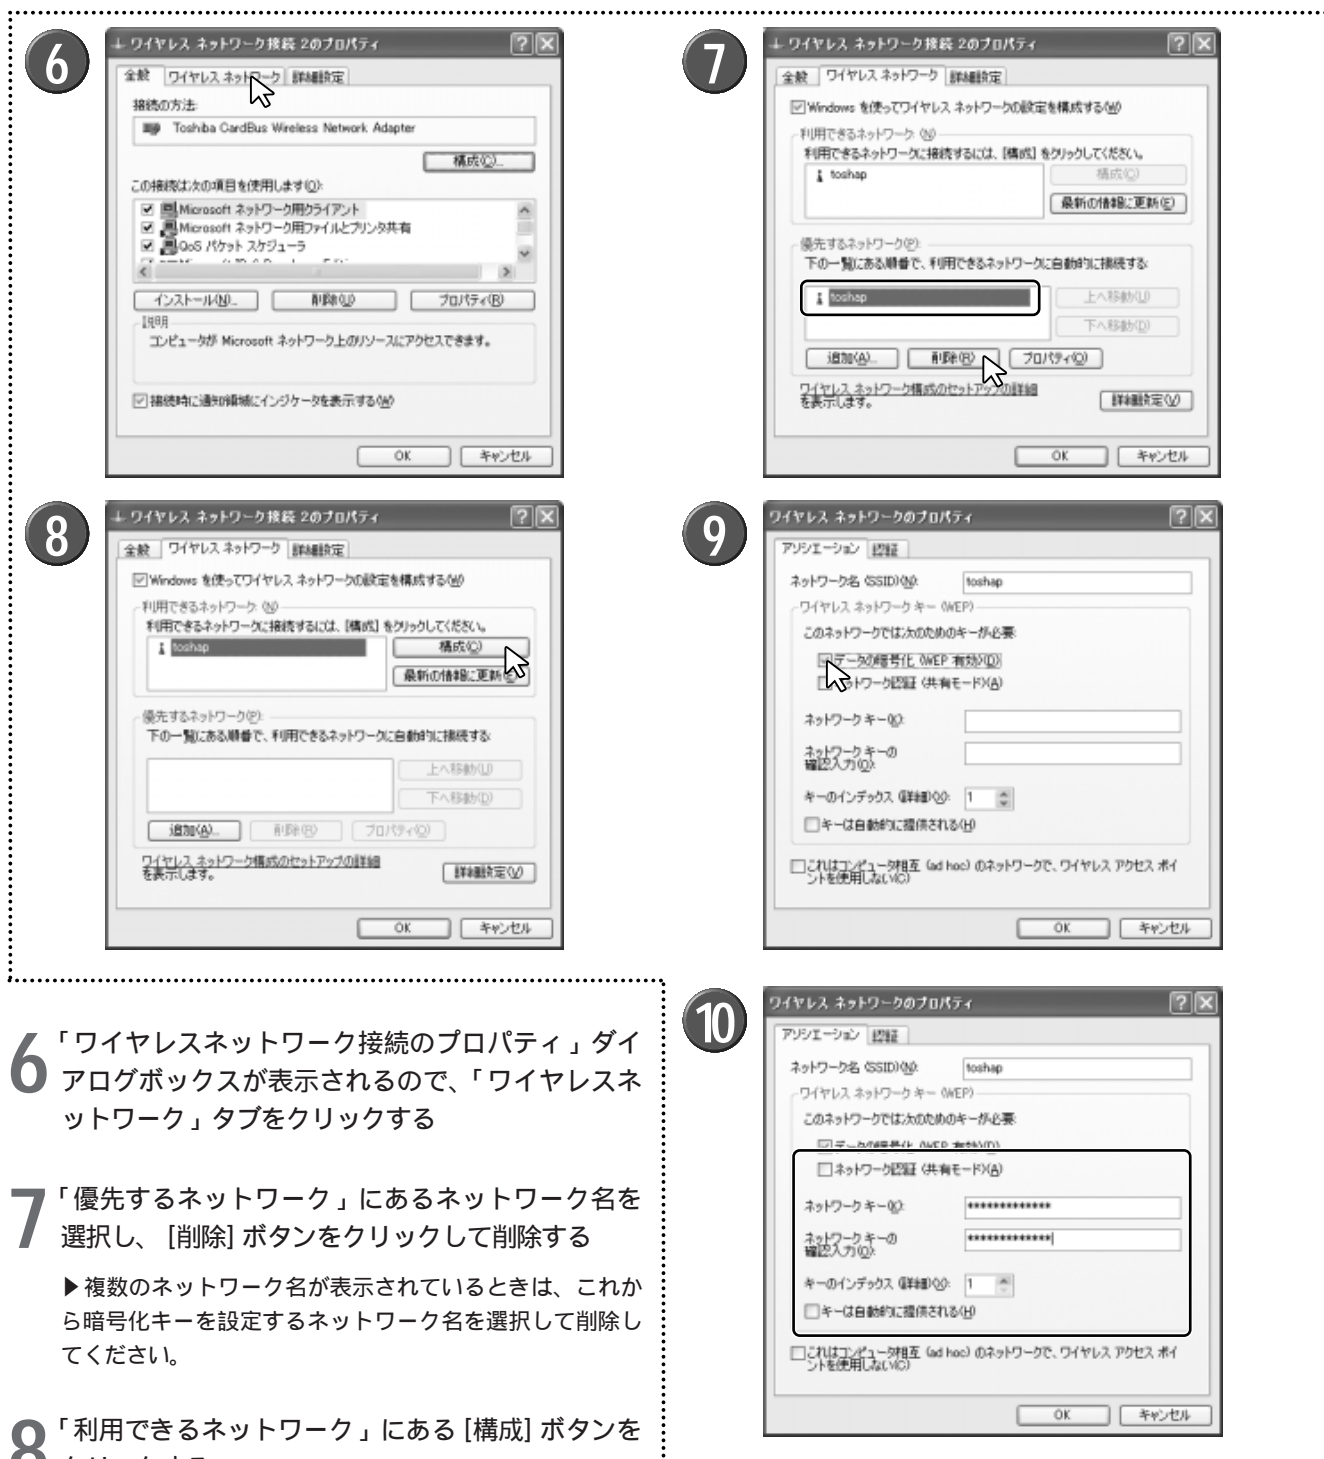 6
ワイヤレス ネットワーク接続 2のプロパティ
全般 ワイヤレス ネットワーク 詳細設定
接続の方法:
Toshiba CardBus Wireless Network Adapter
構成(C)...
この接続は次の項目を使用します(O):
Microsoft ネットワーク用クライアント
Microsoft ネットワーク用ファイルとプリンタ共有
QoS パケット スケジューラ
インストール(N)... 削除(U) プロパティ(R)
説明
コンピュータが Microsoft ネットワーク上のリソースにアクセスできます。
接続時に通知領域にインジケータを表示する(W)
OK キャンセル
7
ワイヤレス ネットワーク接続 2のプロパティ
全般 ワイヤレス ネットワーク 詳細設定
Windows を使ってワイヤレス ネットワークの設定を構成する(W)
利用できるネットワーク: (N)
利用できるネットワークに接続するには、[構成] をクリックしてください。
toshap
構成(C)
最新の情報に更新(E)
優先するネットワーク(P):
下の一覧にある順番で、利用できるネットワークに自動的に接続する:
toshap
上へ移動(U)
下へ移動(D)
追加(A)... 削除(R) プロパティ(O)
ワイヤレス ネットワーク構成のセットアップの詳細
を表示します。
詳細設定(V)
OK キャンセル
8
ワイヤレス ネットワーク接続 2のプロパティ
全般 ワイヤレス ネットワーク 詳細設定
Windows を使ってワイヤレス ネットワークの設定を構成する(W)
利用できるネットワーク: (N)
利用できるネットワークに接続するには、[構成] をクリックしてください。
toshap
構成(C)
最新の情報に更新(E)
優先するネットワーク(P):
下の一覧にある順番で、利用できるネットワークに自動的に接続する:
上へ移動(U)
下へ移動(D)
追加(A)... 削除(R) プロパティ(O)
ワイヤレス ネットワーク構成のセットアップの詳細
を表示します。
詳細設定(V)
OK キャンセル
9
ワイヤレス ネットワークのプロパティ
アソシエーション 認証
ネットワーク名 (SSID)(N): toshap
ワイヤレス ネットワーク キー (WEP)
このネットワークでは次のためのキーが必要:
データの暗号化 (WEP 有効)(D)
ネットワーク認証 (共有モード)(A)
ネットワーク キー(K):
ネットワーク キーの
確認入力(O):
キーのインデックス (詳細)(X): 1
キーは自動的に提供される(H)
これはコンピュータ相互 (ad hoc) のネットワークで、ワイヤレス アクセス ポイ
ントを使用しない(C)
OK キャンセル
10
ワイヤレス ネットワークのプロパティ
アソシエーション 認証
ネットワーク名 (SSID)(N): toshap
ワイヤレス ネットワーク キー (WEP)
このネットワークでは次のためのキーが必要:
データの暗号化 (WEP 有効)(D)
ネットワーク認証 (共有モード)(A)
ネットワーク キー(K): *************
ネットワーク キーの
確認入力(O): *************
キーのインデックス (詳細)(X): 1
キーは自動的に提供される(H)
これはコンピュータ相互 (ad hoc) のネットワークで、ワイヤレス アクセス ポイ
ントを使用しない(C)
OK キャンセル
6 「ワイヤレスネットワーク接続のプロパティ」ダイ
アログボックスが表示されるので、「ワイヤレスネ
ットワーク」タブをクリックする
7 「優先するネットワーク」にあるネットワーク名を
選択し、[削除] ボタンをクリックして削除する
▶複数のネットワーク名が表示されているときは、これか
ら暗号化キーを設定するネットワーク名を選択して削除し
てください。
8 「利用できるネットワーク」にある [構成] ボタンを